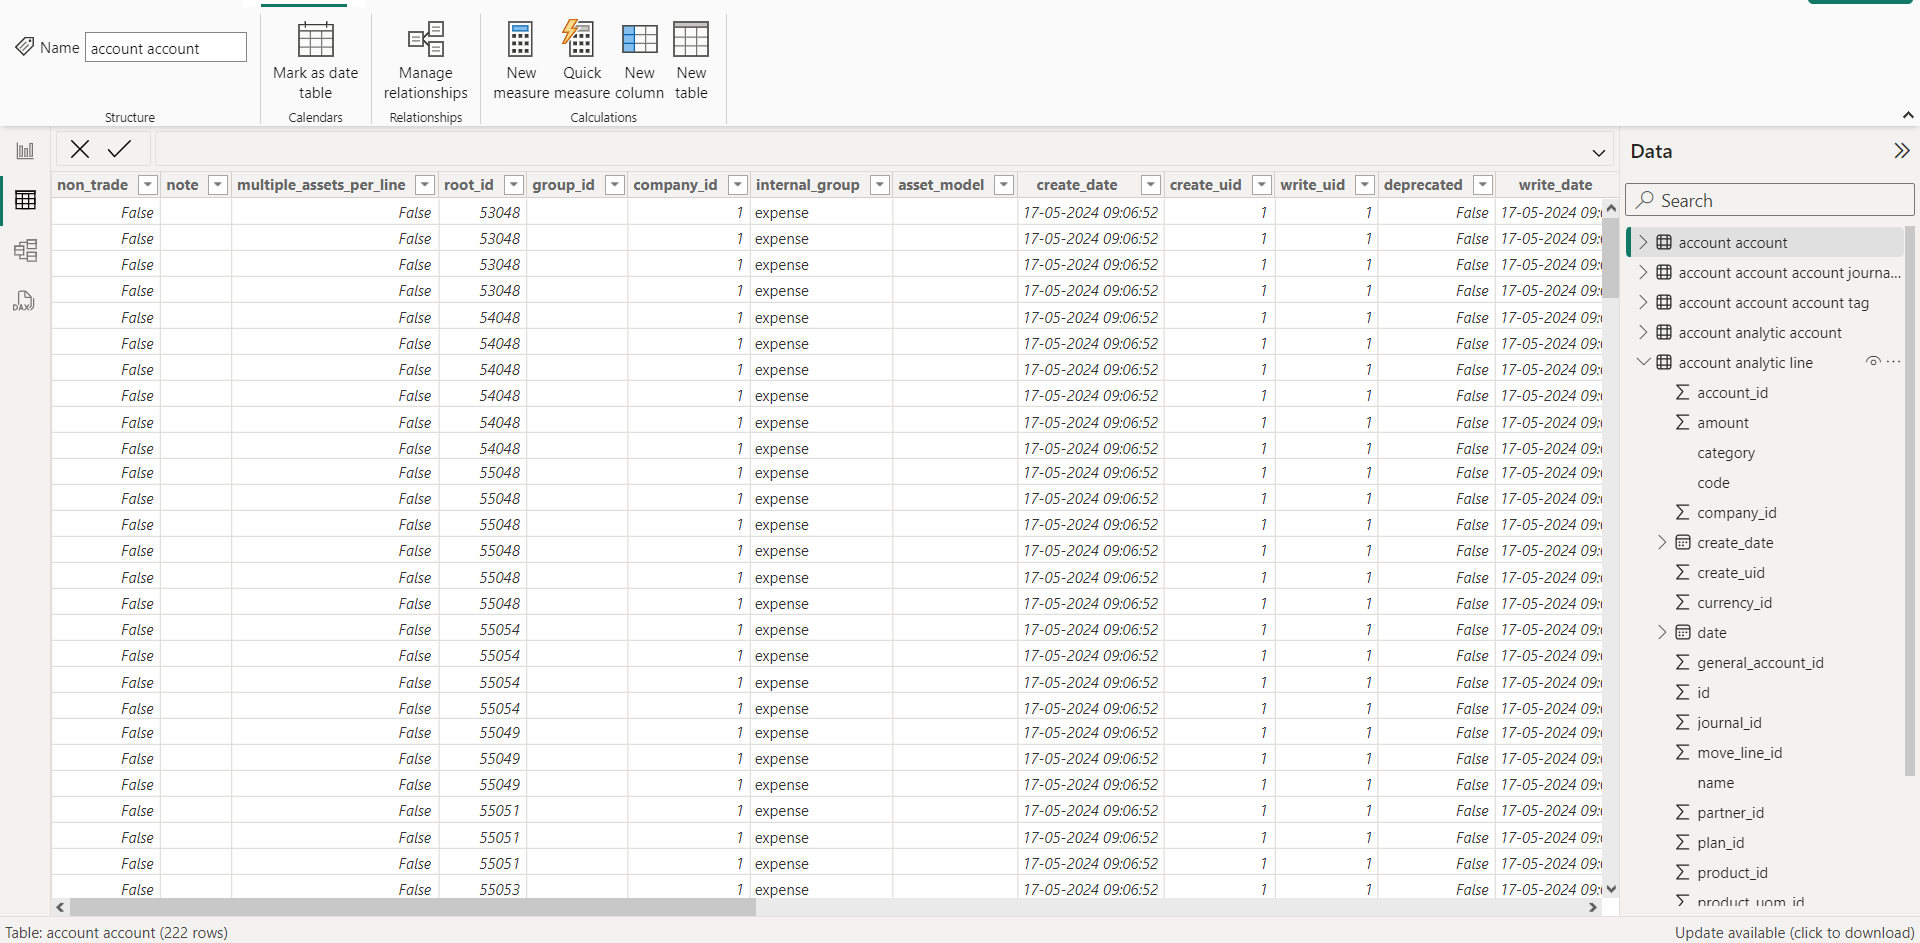 Name account account
Structure
Mark as date
table
Calendars
Manage
relationships
Relationships
New
measure
Quick
measure
New
column
New
table
Calculations
non_trade note multiple_assets_per_line root_id group_id company_id internal_group asset_model create_date create_uid write_uid deprecated write_date
False False 53048 1 expense 17-05-2024 09:06:52 1 1 False 17-05-2024 09:
False False 53048 1 expense 17-05-2024 09:06:52 1 1 False 17-05-2024 09:
False False 53048 1 expense 17-05-2024 09:06:52 1 1 False 17-05-2024 09:
False False 53048 1 expense 17-05-2024 09:06:52 1 1 False 17-05-2024 09:
False False 54048 1 expense 17-05-2024 09:06:52 1 1 False 17-05-2024 09:
False False 54048 1 expense 17-05-2024 09:06:52 1 1 False 17-05-2024 09:
False False 54048 1 expense 17-05-2024 09:06:52 1 1 False 17-05-2024 09:
False False 54048 1 expense 17-05-2024 09:06:52 1 1 False 17-05-2024 09:
False False 54048 1 expense 17-05-2024 09:06:52 1 1 False 17-05-2024 09:
False False 54048 1 expense 17-05-2024 09:06:52 1 1 False 17-05-2024 09:
False False 55048 1 expense 17-05-2024 09:06:52 1 1 False 17-05-2024 09:
False False 55048 1 expense 17-05-2024 09:06:52 1 1 False 17-05-2024 09:
False False 55048 1 expense 17-05-2024 09:06:52 1 1 False 17-05-2024 09:
False False 55048 1 expense 17-05-2024 09:06:52 1 1 False 17-05-2024 09:
False False 55048 1 expense 17-05-2024 09:06:52 1 1 False 17-05-2024 09:
False False 55048 1 expense 17-05-2024 09:06:52 1 1 False 17-05-2024 09:
False False 55054 1 expense 17-05-2024 09:06:52 1 1 False 17-05-2024 09:
False False 55054 1 expense 17-05-2024 09:06:52 1 1 False 17-05-2024 09:
False False 55054 1 expense 17-05-2024 09:06:52 1 1 False 17-05-2024 09:
False False 55054 1 expense 17-05-2024 09:06:52 1 1 False 17-05-2024 09:
False False 55049 1 expense 17-05-2024 09:06:52 1 1 False 17-05-2024 09:
False False 55049 1 expense 17-05-2024 09:06:52 1 1 False 17-05-2024 09:
False False 55049 1 expense 17-05-2024 09:06:52 1 1 False 17-05-2024 09:
False False 55051 1 expense 17-05-2024 09:06:52 1 1 False 17-05-2024 09:
False False 55051 1 expense 17-05-2024 09:06:52 1 1 False 17-05-2024 09:
False False 55051 1 expense 17-05-2024 09:06:52 1 1 False 17-05-2024 09:
False False 55053 1 expense 17-05-2024 09:06:52 1 1 False 17-05-2024 09:
DAX
Data
Search
account account
account account account journa...
account account account tag
account analytic account
account analytic line
account_id
amount
category
code
company_id
create_date
create_uid
currency_id
date
general_account_id
id
journal_id
move_line_id
name
partner_id
plan_id
product_id
product_uom_id
Table: account account (222 rows)
Update available (click to download)